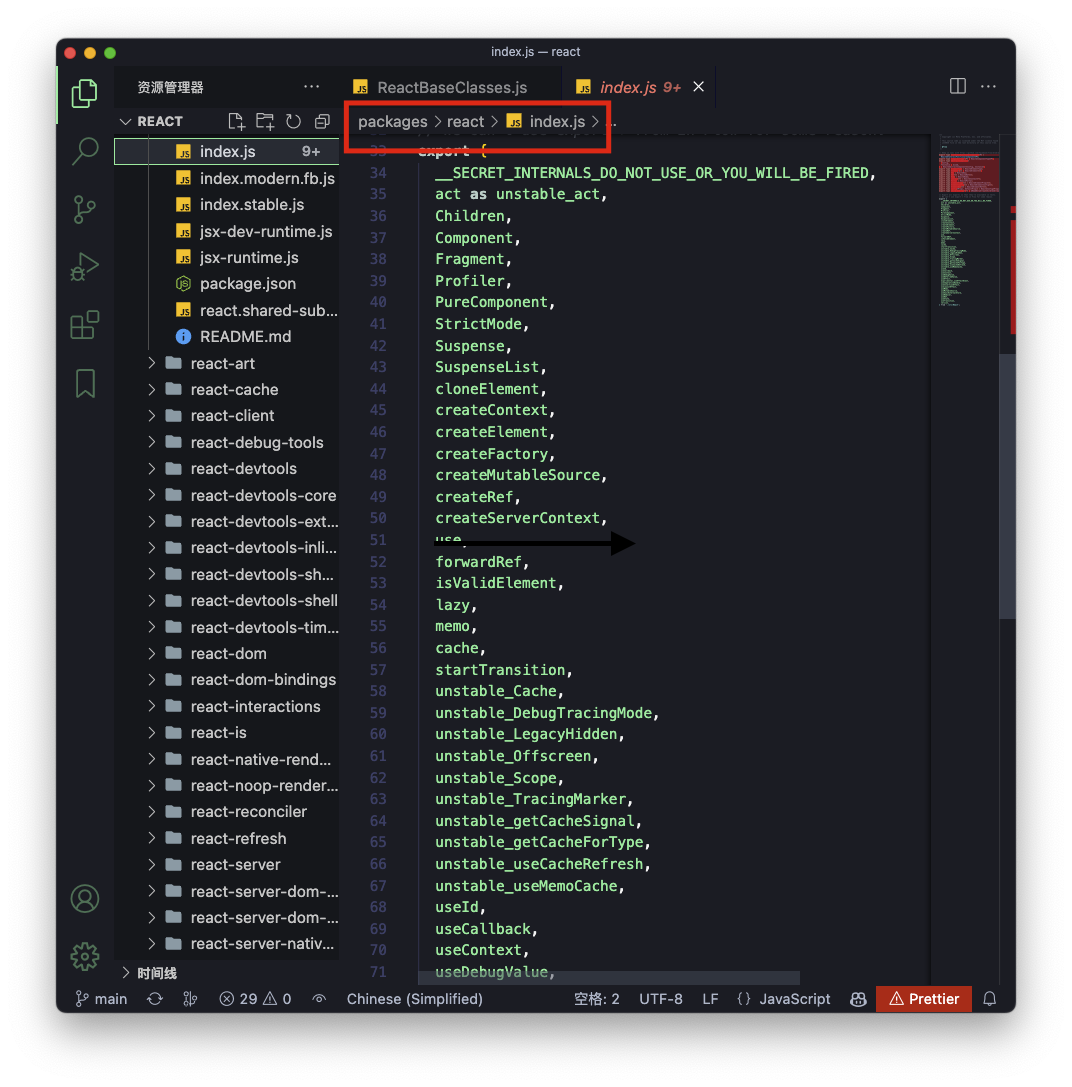 index.js — react
资源管理器
REACT
index.js 9+
index.modern.fb.js
index.stable.js
jsx-dev-runtime.js
jsx-runtime.js
package.json
react.shared-sub...
README.md
react-art
react-cache
react-client
react-debug-tools
react-devtools
react-devtools-core
react-devtools-ext...
react-devtools-inli...
react-devtools-sh...
react-devtools-shell
react-devtools-tim...
react-dom
react-dom-bindings
react-interactions
react-is
react-native-rend...
react-noop-render...
react-reconciler
react-refresh
react-server
react-server-dom-...
react-server-dom-...
react-server-nativ...
时间线
JS ReactBaseClasses.js
JS index.js 9+
packages > react > JS index.js > ...
33 export {
34 __SECRET_INTERNALS_DO_NOT_USE_OR_YOU_WILL_BE_FIRED,
35 act as unstable_act,
36 Children,
37 Component,
38 Fragment,
39 Profiler,
40 PureComponent,
41 StrictMode,
42 Suspense,
43 SuspenseList,
44 cloneElement,
45 createContext,
46 createElement,
47 createFactory,
48 createMutableSource,
49 createRef,
50 createServerContext,
51 use,
52 forwardRef,
53 isValidElement,
54 lazy,
55 memo,
56 cache,
57 startTransition,
58 unstable_Cache,
59 unstable_DebugTracingMode,
60 unstable_LegacyHidden,
61 unstable_Offscreen,
62 unstable_Scope,
63 unstable_TracingMarker,
64 unstable_getCacheSignal,
65 unstable_getCacheForType,
66 unstable_useCacheRefresh,
67 unstable_useMemoCache,
68 useId,
69 useCallback,
70 useContext,
71 useDebugValue,
main 29 0 Chinese (Simplified) 空格: 2 UTF-8 LF {} JavaScript Prettier